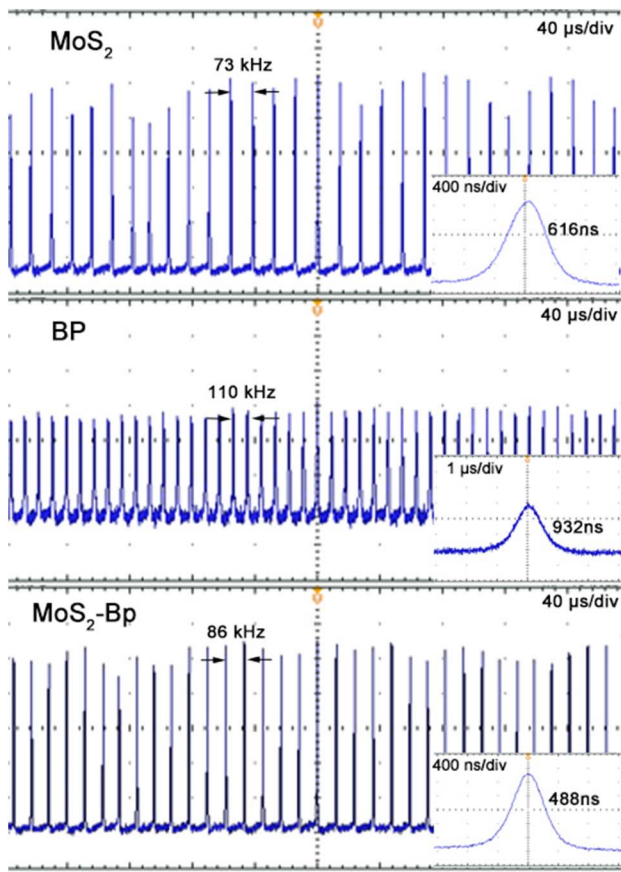 MoS2
40 µs/div
73 kHz
400 ns/div
616ns
BP
40 µs/div
110 kHz
1 µs/div
932ns
MoS2-Bp
40 µs/div
86 kHz
400 ns/div
488ns